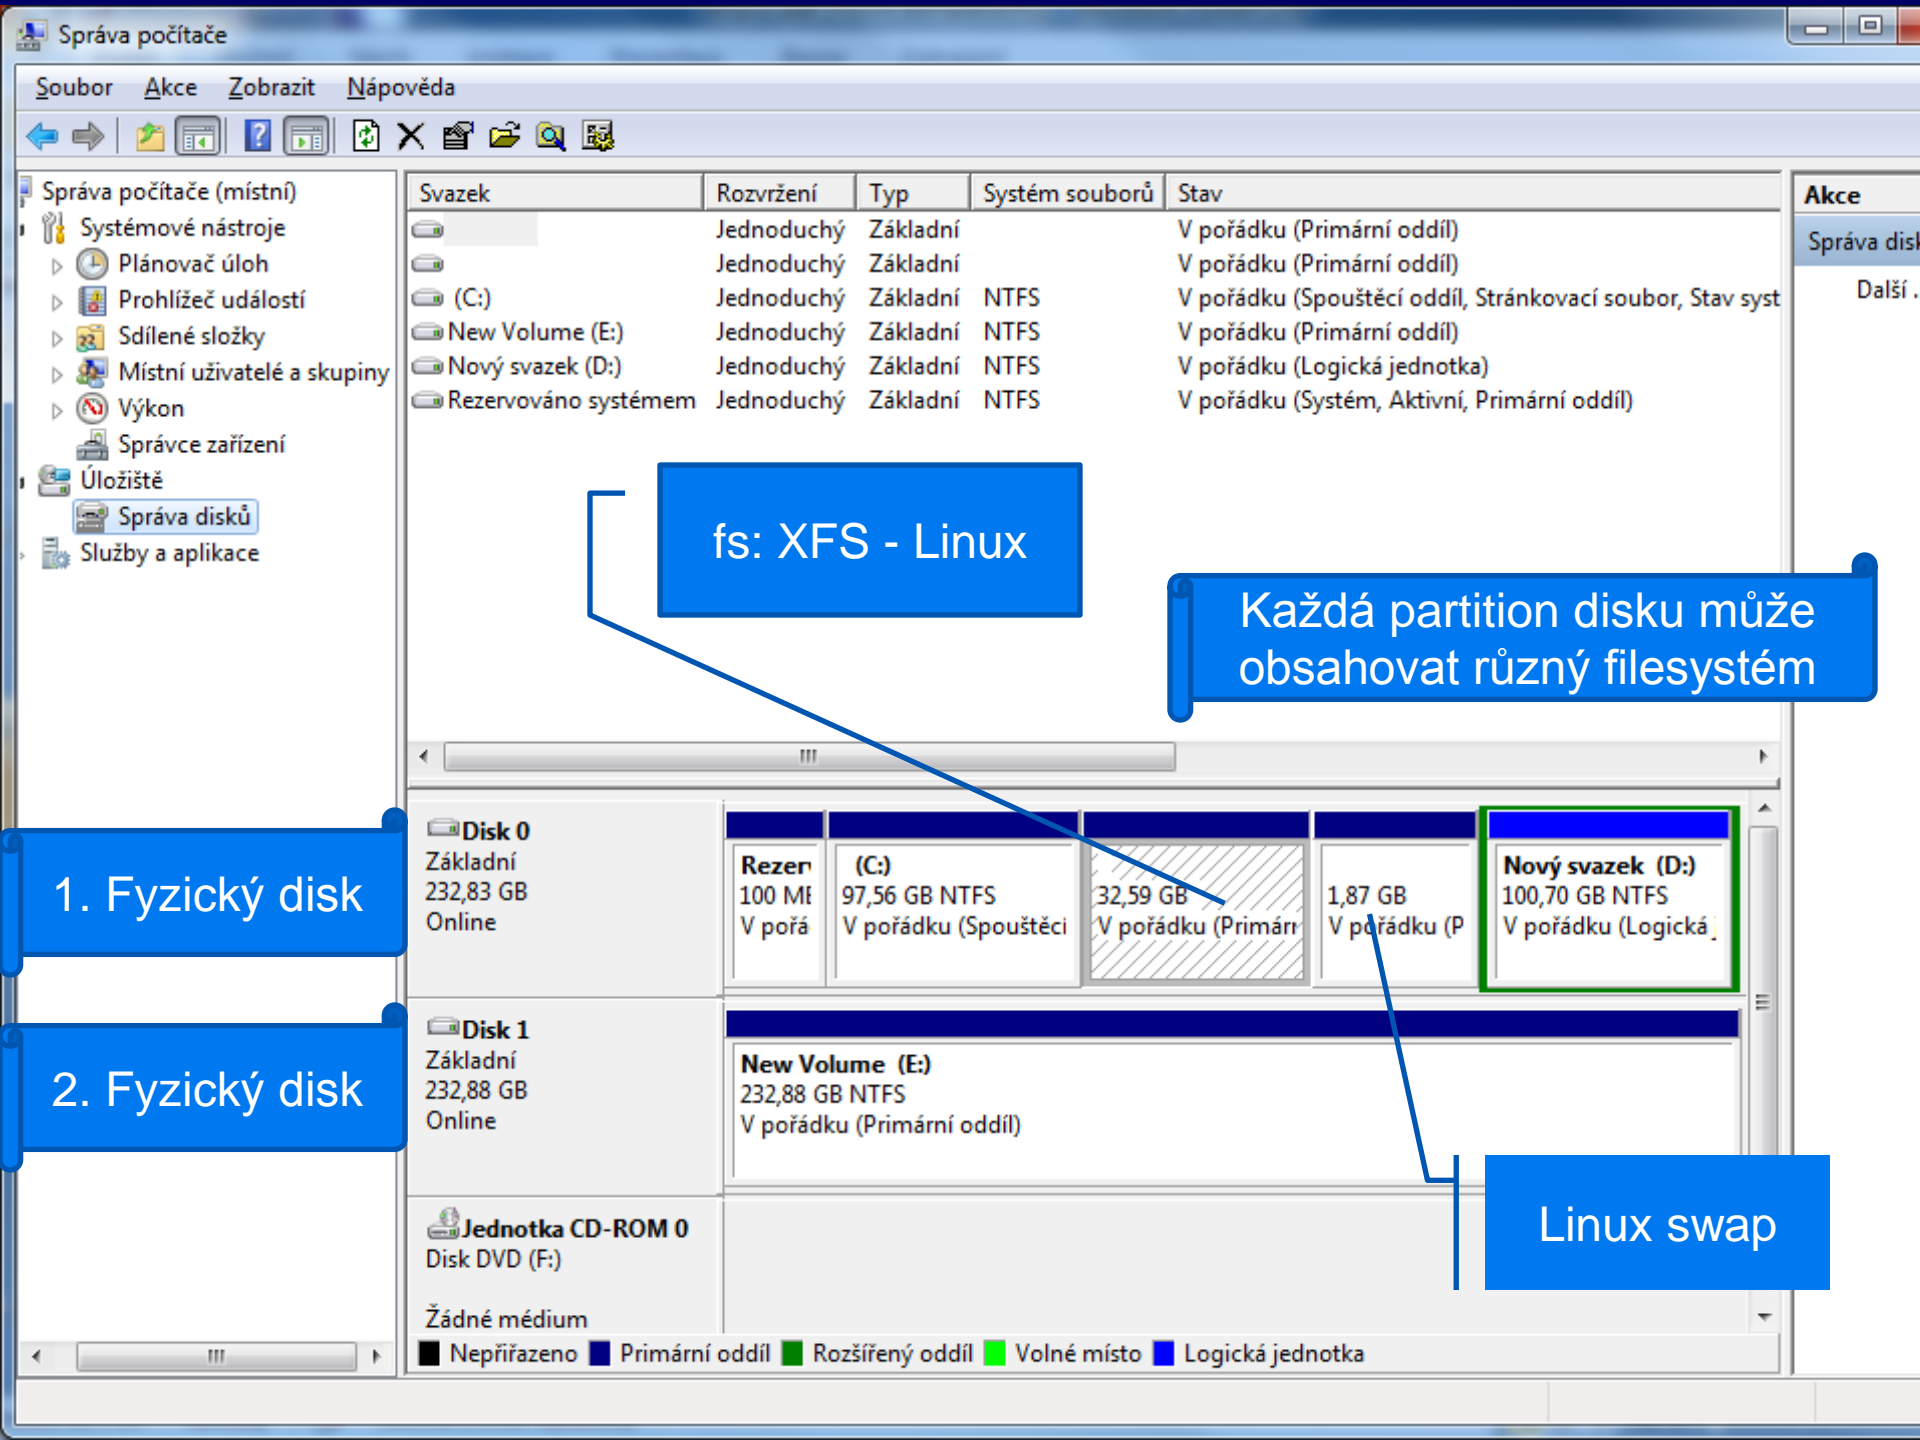 Správa počítače
Soubor Akce Zobrazit Nápověda
Správa počítače (místní)
Systémové nástroje
Plánovač úloh
Prohlížeč událostí
Sdílené složky
Místní uživatelé a skupiny
Výkon
Správce zařízení
Úložiště
Správa disků
Služby a aplikace
Svazek Rozvržení Typ Systém souborů Stav
Jednoduchý Základní V pořádku (Primární oddíl)
Jednoduchý Základní V pořádku (Primární oddíl)
(C:) Jednoduchý Základní NTFS V pořádku (Spouštěcí oddíl, Stránkovací soubor, Stav syst
New Volume (E:) Jednoduchý Základní NTFS V pořádku (Primární oddíl)
Nový svazek (D:) Jednoduchý Základní NTFS V pořádku (Logická jednotka)
Rezervováno systémem Jednoduchý Základní NTFS V pořádku (Systém, Aktivní, Primární oddíl)
Akce
Správa disk
Další ..
fs: XFS - Linux
Každá partition disku může
obsahovat různý filesystém
1. Fyzický disk
2. Fyzický disk
Disk 0
Základní
232,83 GB
Online
Rezerv
100 MB
V pořá
(C:)
97,56 GB NTFS
V pořádku (Spouštěcí
32,59 GB
V pořádku (Primárn
1,87 GB
V pořádku (P
Nový svazek (D:)
100,70 GB NTFS
V pořádku (Logická j
Disk 1
Základní
232,88 GB
Online
New Volume (E:)
232,88 GB NTFS
V pořádku (Primární oddíl)
Linux swap
Jednotka CD-ROM 0
Disk DVD (F:)
Žádné médium
Nepřiřazeno Primární oddíl Rozšířený oddíl Volné místo Logická jednotka